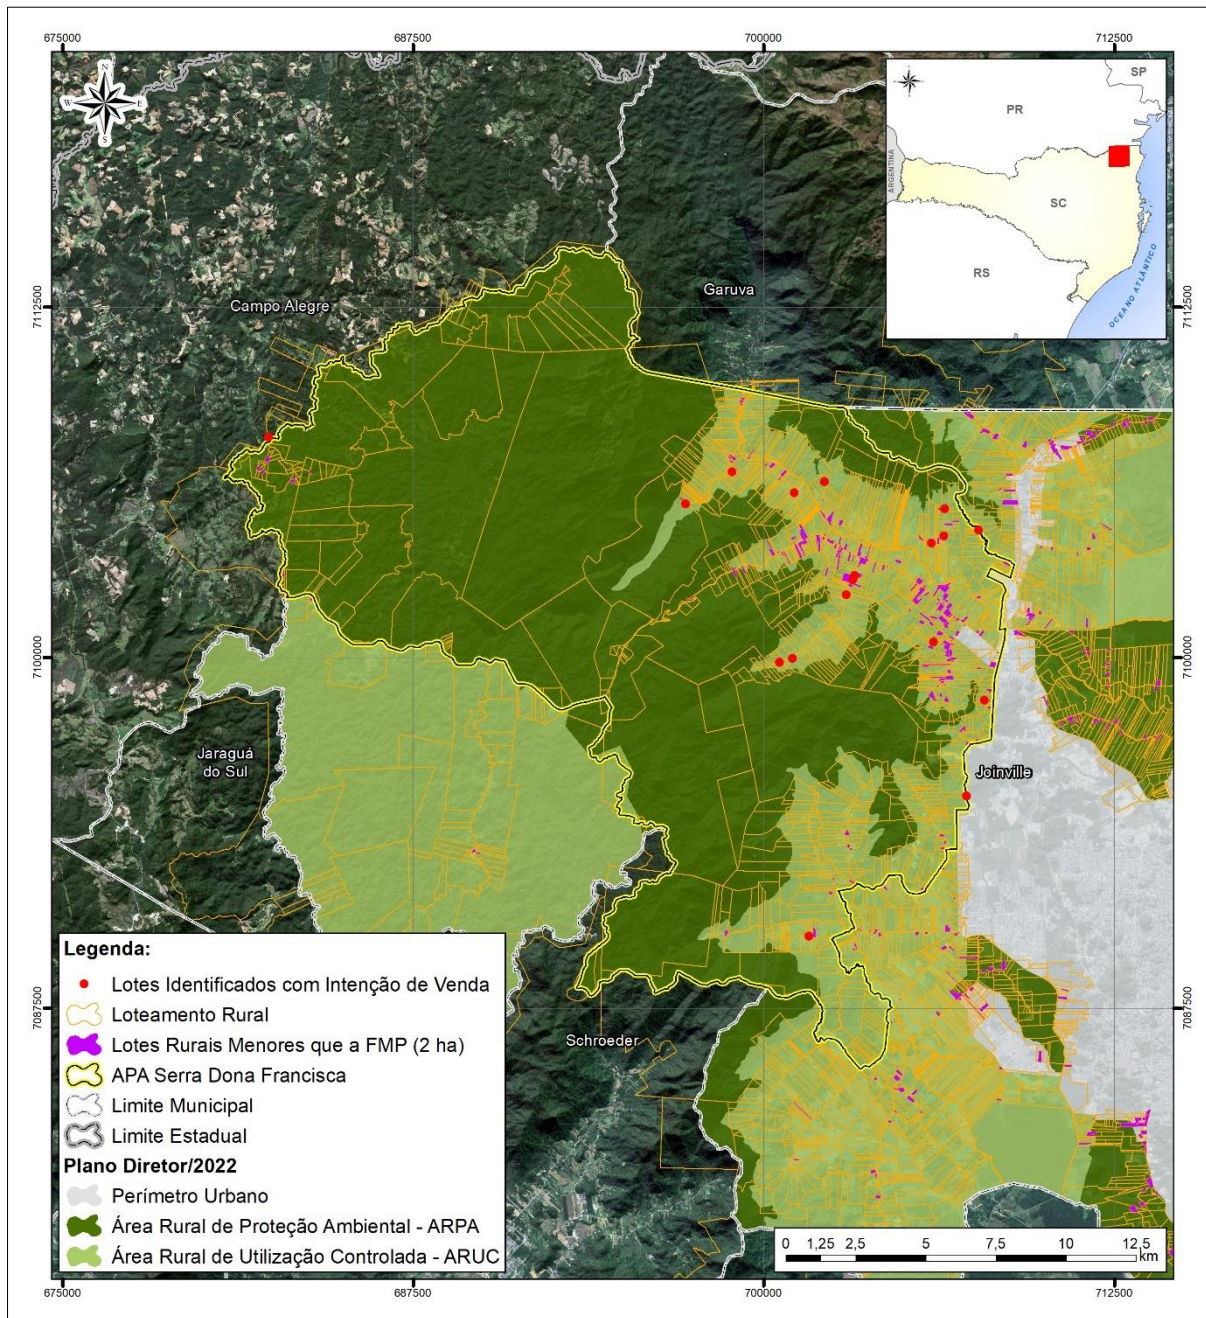 675000
687500
700000
712500
N
W
E
S
SP
PR
ARGENTINA
SC
RS
OCEANO ATLÂNTICO
7112500
7112500
Garuva
Campo Alegre
7100000
7100000
Jaraguá
do Sul
Joinville
7087500
7087500
Schroeder
Legenda:
Lotes Identificados com Intenção de Venda
Loteamento Rural
Lotes Rurais Menores que a FMP (2 ha)
APA Serra Dona Francisca
Limite Municipal
Limite Estadual
Plano Diretor/2022
Perímetro Urbano
Área Rural de Proteção Ambiental - ARPA
Área Rural de Utilização Controlada - ARUC
0 1,25 2,5 5 7,5 10 12,5
km
675000
687500
700000
712500